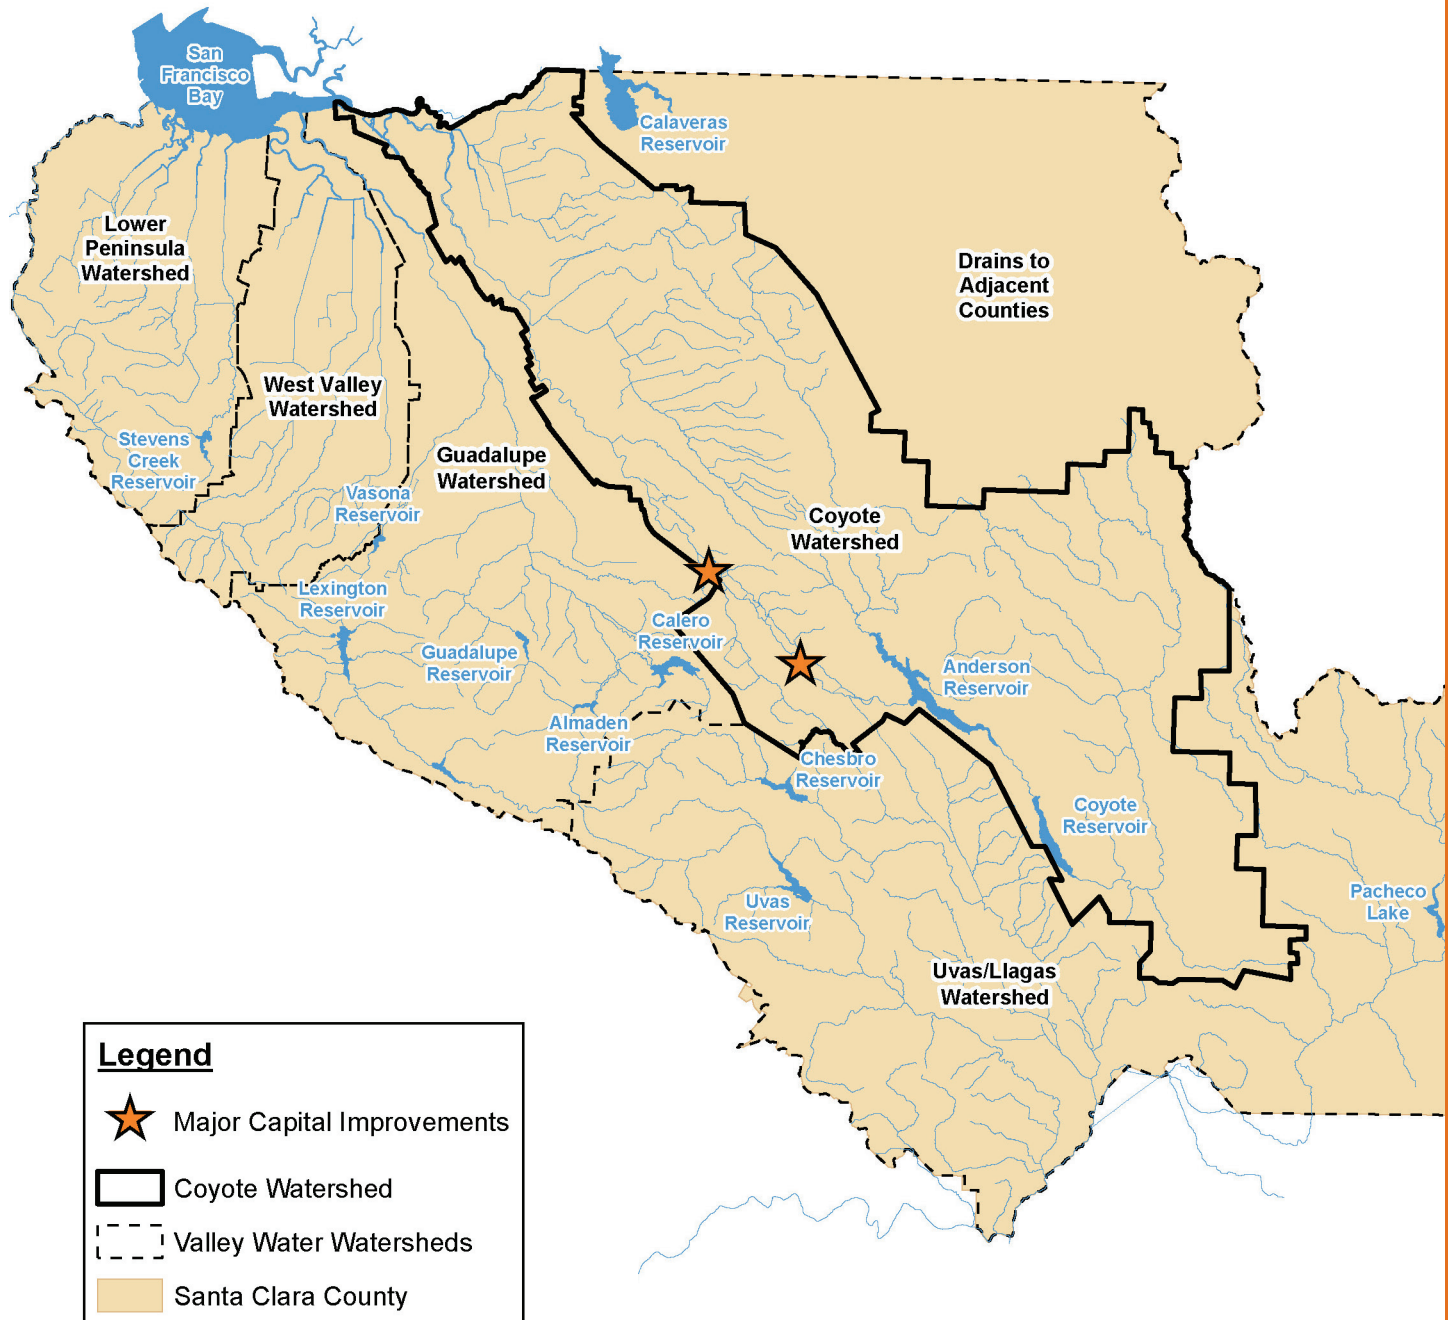 San
Francisco
Bay
Calaveras
Reservoir
Lower
Peninsula
Watershed
Drains to
Adjacent
Counties
West Valley
Watershed
Stevens
Creek
Reservoir
Guadalupe
Watershed
Vasona
Reservoir
Coyote
Watershed
Lexington
Reservoir
Calero
Reservoir
Guadalupe
Reservoir
Anderson
Reservoir
Almaden
Reservoir
Chesbro
Reservoir
Coyote
Reservoir
Uvas
Reservoir
Pacheco
Lake
Uvas/Llagas
Watershed
Legend
Major Capital Improvements
Coyote Watershed
Valley Water Watersheds
Santa Clara County